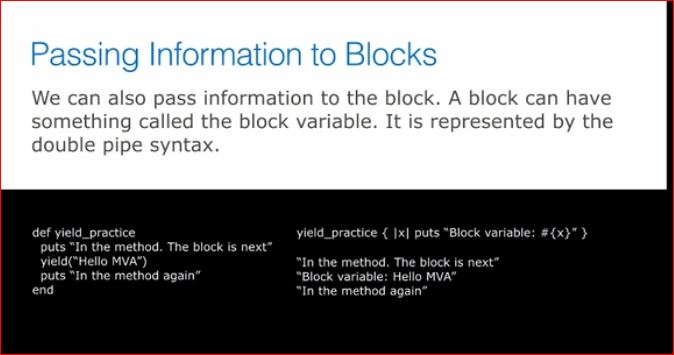 Passing Information to Blocks
We can also pass information to the block. A block can have
something called the block variable. It is represented by the
double pipe syntax.
def yield_practice
puts “In the method. The block is next”
yield(“Hello MVA”)
puts “In the method again”
end
yield_practice { |x| puts “Block variable: #{x}” }
“In the method. The block is next”
“Block variable: Hello MVA”
“In the method again”